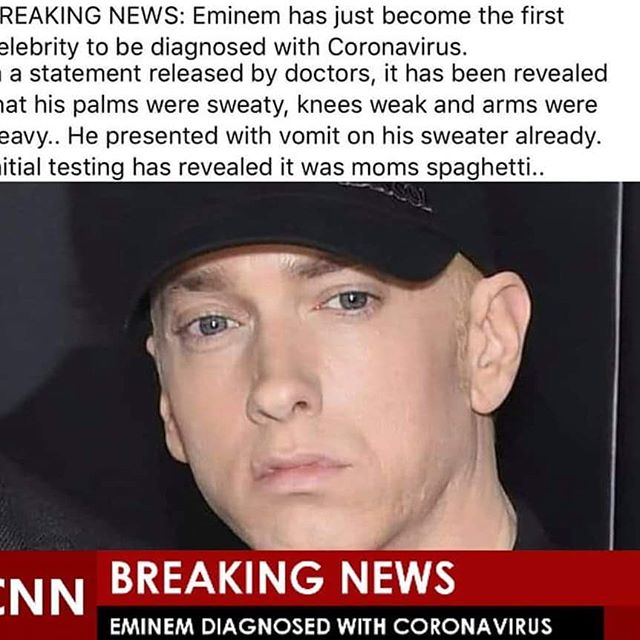 REAKING NEWS: Eminem has just become the first
elebrity to be diagnosed with Coronavirus.
a statement released by doctors, it has been revealed
hat his palms were sweaty, knees weak and arms were
eavy.. He presented with vomit on his sweater already.
itial testing has revealed it was moms spaghetti..
CNN
BREAKING NEWS
EMINEM DIAGNOSED WITH CORONAVIRUS